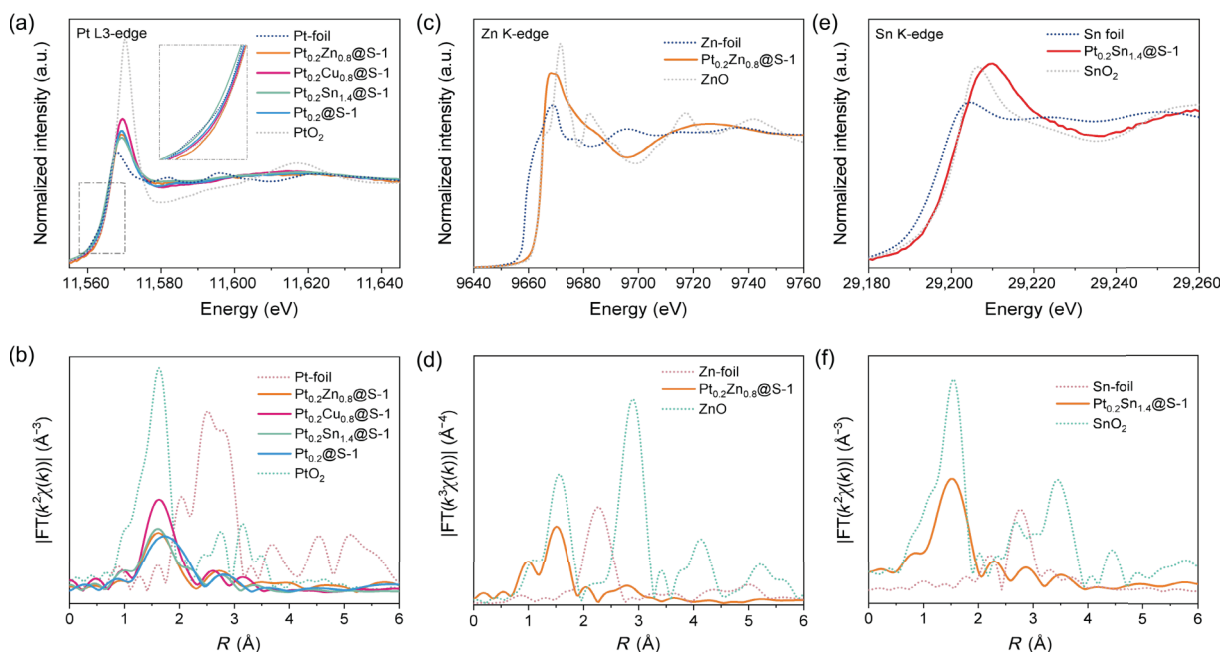 (a)
Pt L3-edge
Pt-foil
Pt0.2Zn0.8@S-1
Pt0.2Cu0.8@S-1
Pt0.2Sn1.4@S-1
Pt0.2@S-1
PtO2
Normalized intensity (a.u.)
11,560 11,580 11,600 11,620 11,640
Energy (eV)
(c)
Zn K-edge
Zn-foil
Pt0.2Zn0.8@S-1
ZnO
Normalized intensity (a.u.)
9640 9660 9680 9700 9720 9740 9760
Energy (eV)
(e)
Sn K-edge
Sn foil
Pt0.2Sn1.4@S-1
SnO2
Normalized intensity (a.u.)
29,180 29,200 29,220 29,240 29,260
Energy (eV)
(b)
Pt-foil
Pt0.2Zn0.8@S-1
Pt0.2Cu0.8@S-1
Pt0.2Sn1.4@S-1
Pt0.2@S-1
PtO2
|FT(k²χ(k))| (Å⁻³)
0 1 2 3 4 5 6
R (Å)
(d)
Zn-foil
Pt0.2Zn0.8@S-1
ZnO
|FT(k³χ(k))| (Å⁻⁴)
0 1 2 3 4 5 6
R (Å)
(f)
Sn-foil
Pt0.2Sn1.4@S-1
SnO2
|FT(k²χ(k))| (Å⁻³)
0 1 2 3 4 5 6
R (Å)